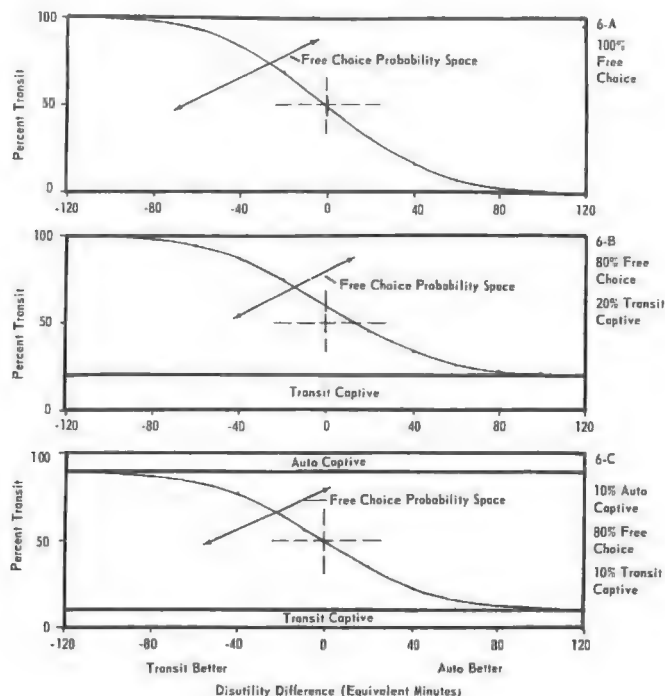 100
50
0
Percent Transit
Free Choice Probability Space
-120
-80
-40
0
40
80
120
6-A
100%
Free
Choice
100
50
0
Percent Transit
Free Choice Probability Space
Transit Captive
-120
-80
-40
0
40
80
120
6-B
80% Free
Choice
20% Transit
Captive
100
50
0
Percent Transit
Auto Captive
Free Choice Probability Space
Transit Captive
-120
-80
-40
0
40
80
120
6-C
10% Auto
Captive
80% Free
Choice
10% Transit
Captive
Transit Better
Auto Better
Disutility Difference (Equivalent Minutes)